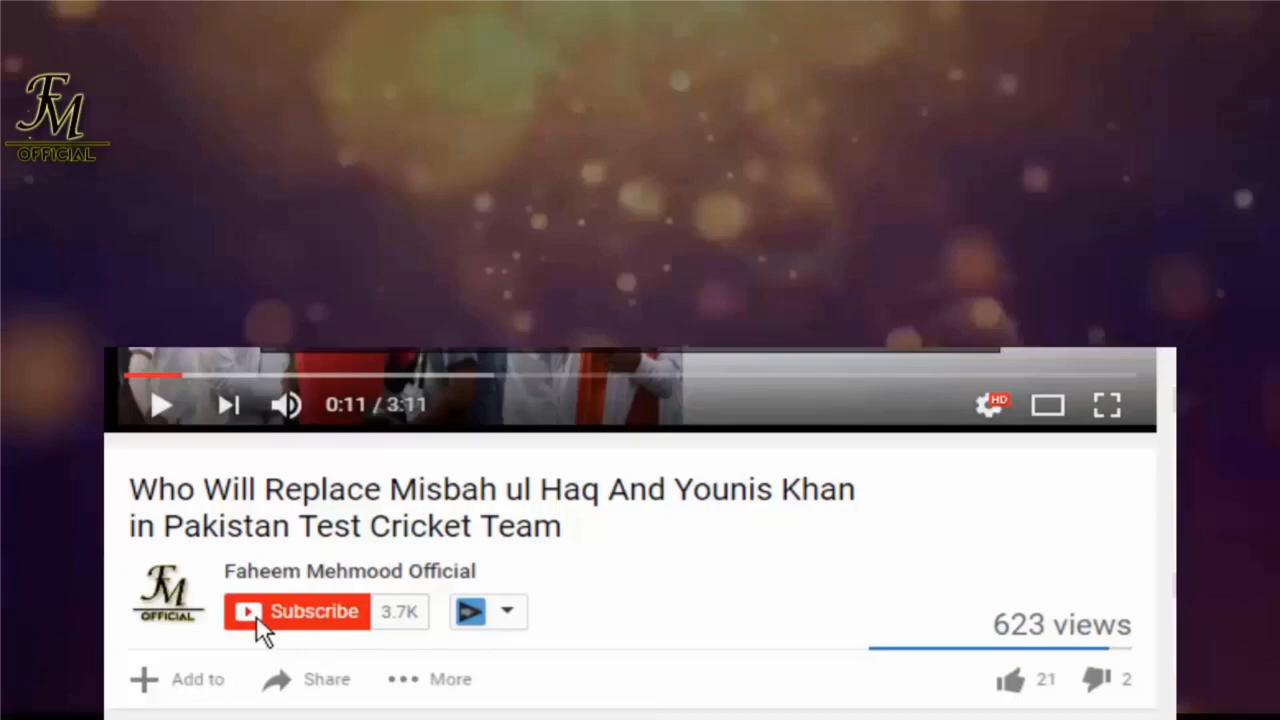 FM
OFFICIAL
0:11 / 3:11
HD
Who Will Replace Misbah ul Haq And Younis Khan
in Pakistan Test Cricket Team
FM
OFFICIAL
Faheem Mehmood Official
Subscribe 3.7K
623 views
Add to Share More
21 2